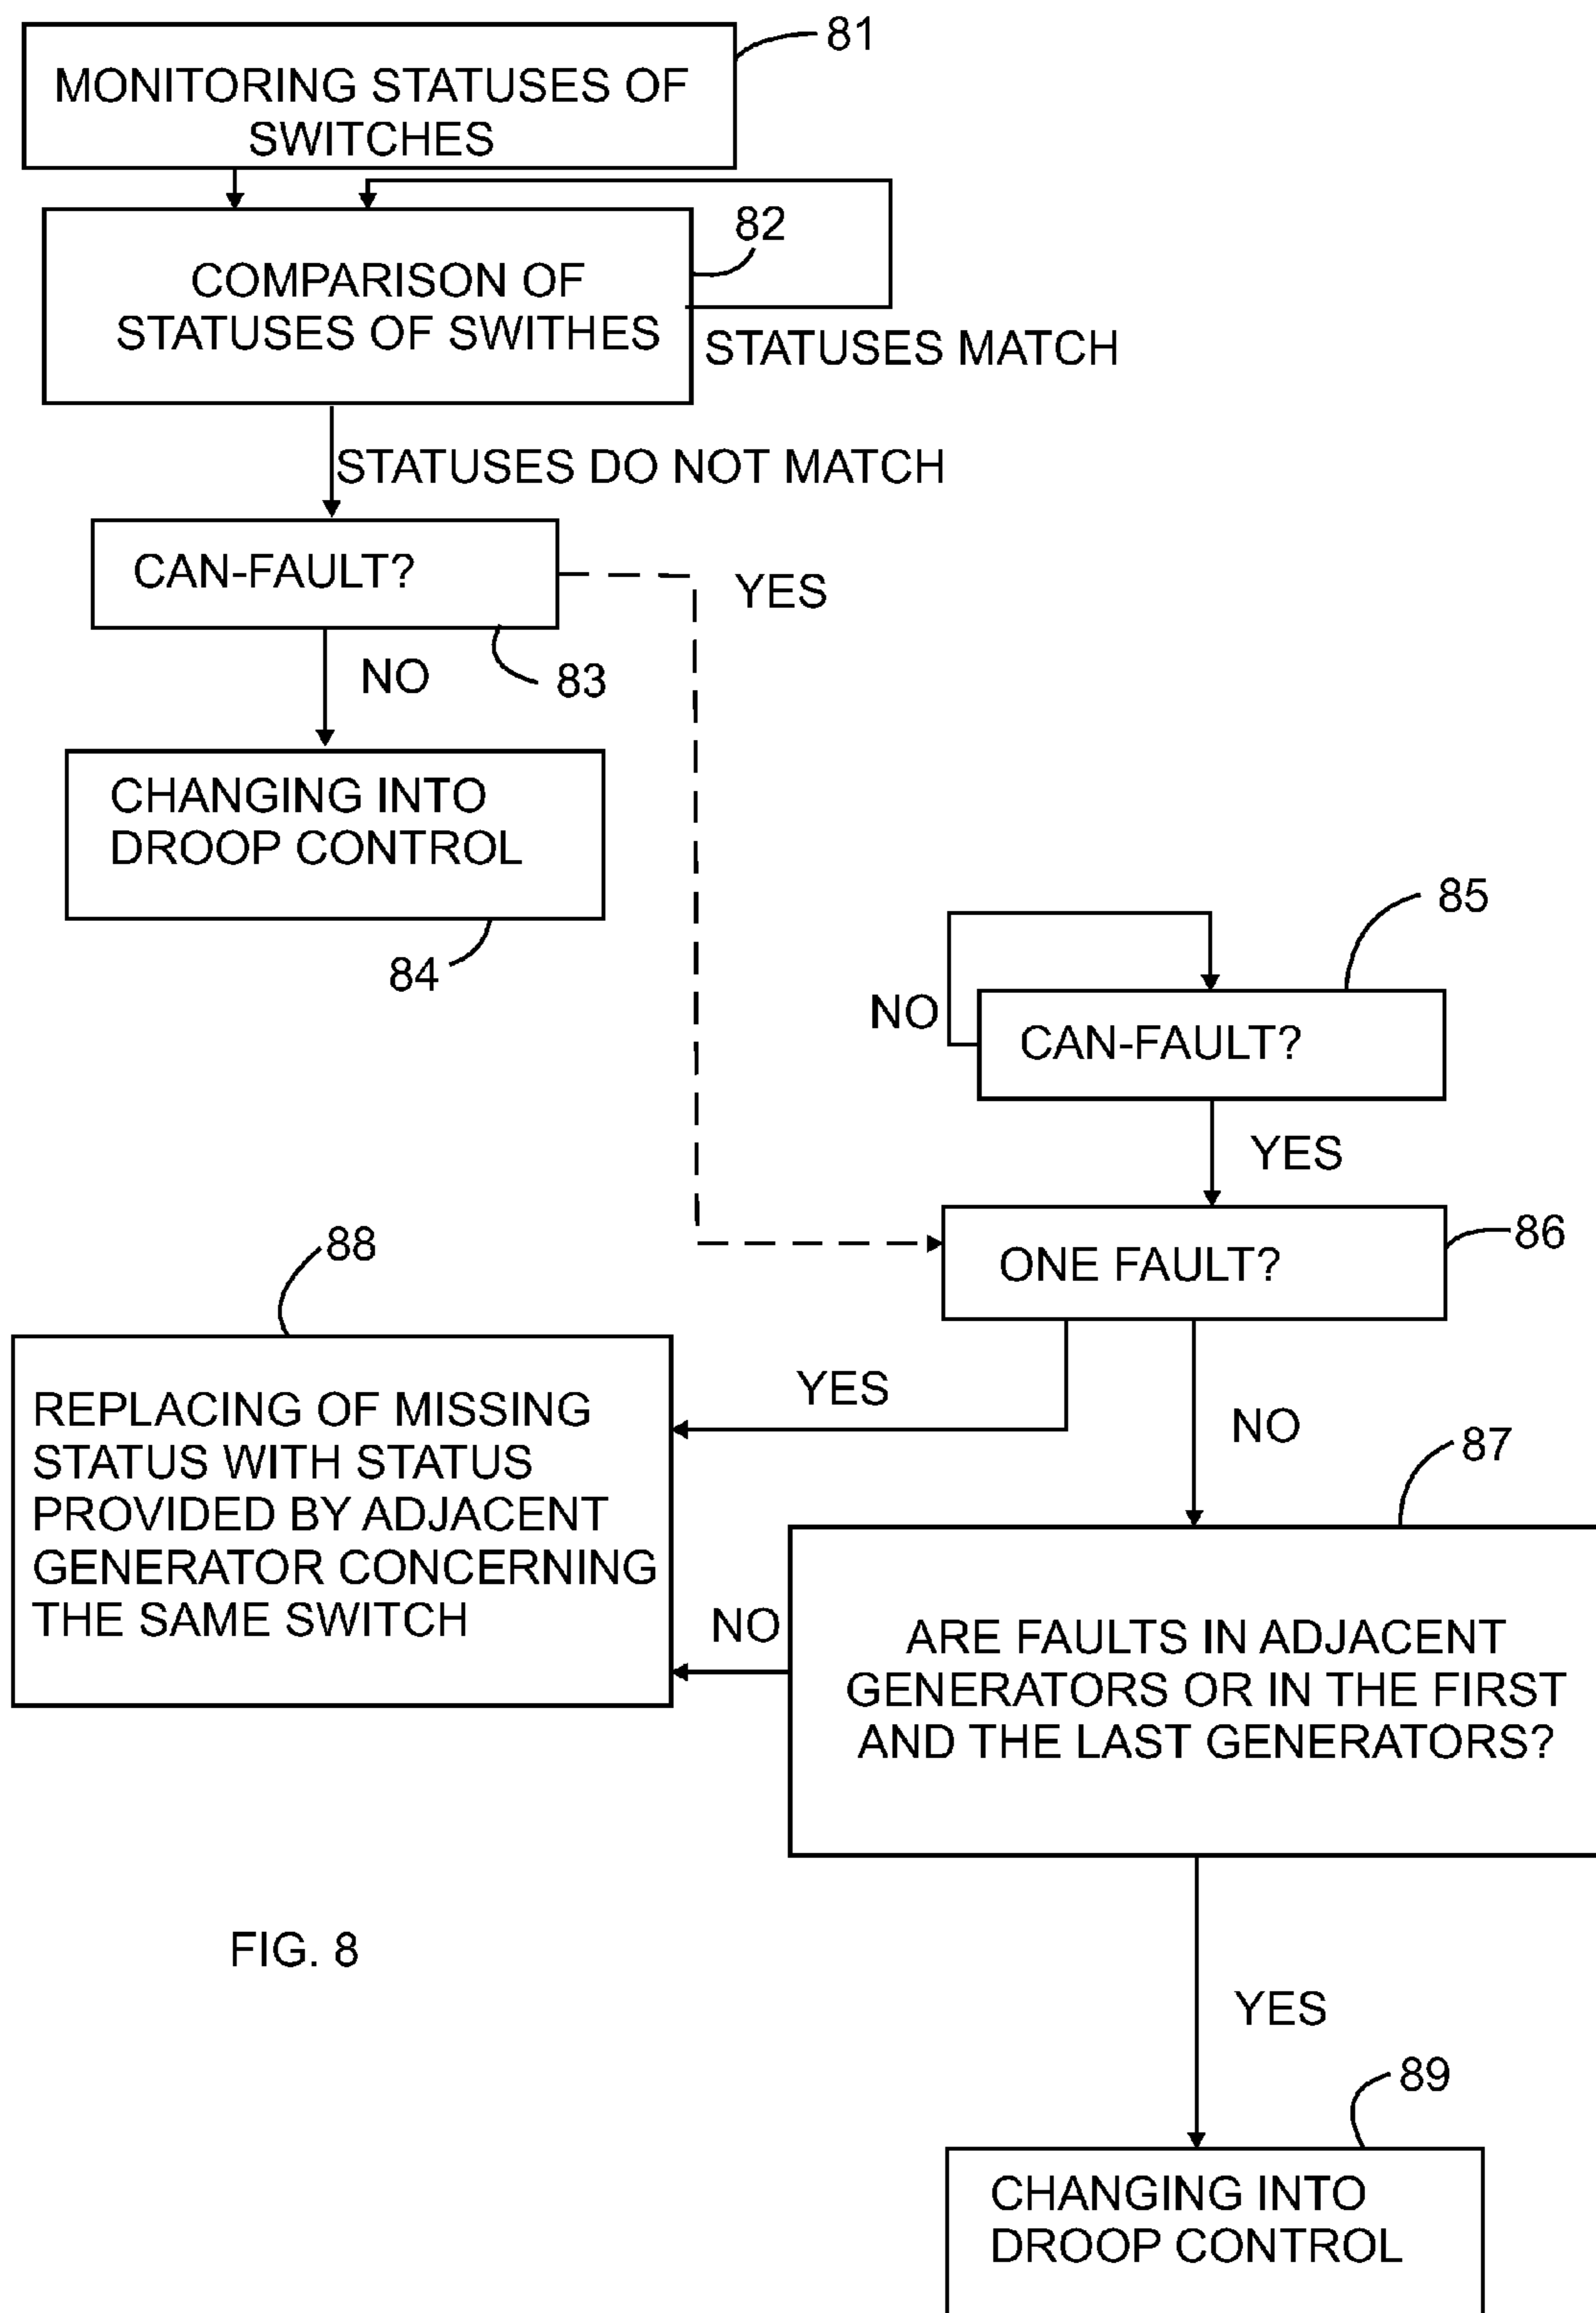 81
MONITORING STATUSES OF
SWITCHES
82
COMPARISON OF
STATUSES OF SWITHES
STATUSES MATCH
STATUSES DO NOT MATCH
CAN-FAULT?
YES
NO
83
CHANGING INTO
DROOP CONTROL
84
85
NO
CAN-FAULT?
YES
86
ONE FAULT?
88
YES
NO
REPLACING OF MISSING
STATUS WITH STATUS
PROVIDED BY ADJACENT
GENERATOR CONCERNING
THE SAME SWITCH
87
NO
ARE FAULTS IN ADJACENT
GENERATORS OR IN THE FIRST
AND THE LAST GENERATORS?
FIG. 8
YES
89
CHANGING INTO
DROOP CONTROL